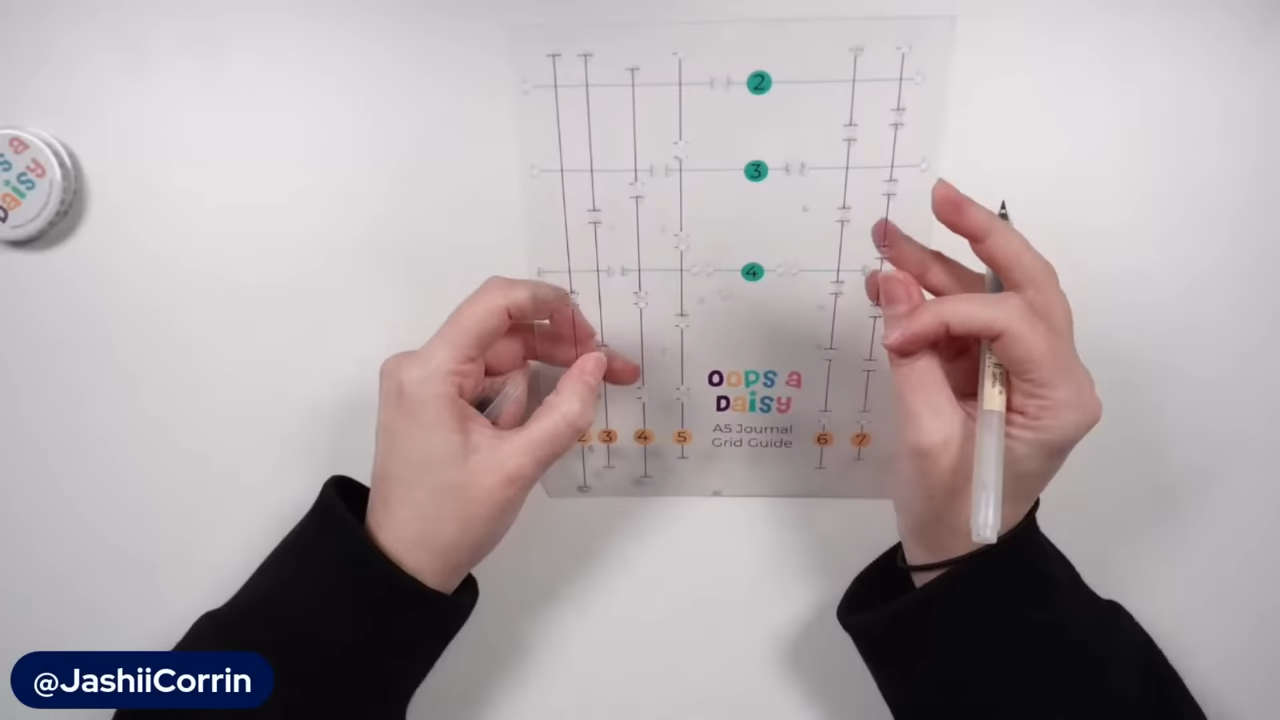 2
3
4
OOPS a
Daisy
A5 Journal
Grid Guide
2 3 4 5 6 7
@JashiiCorrin